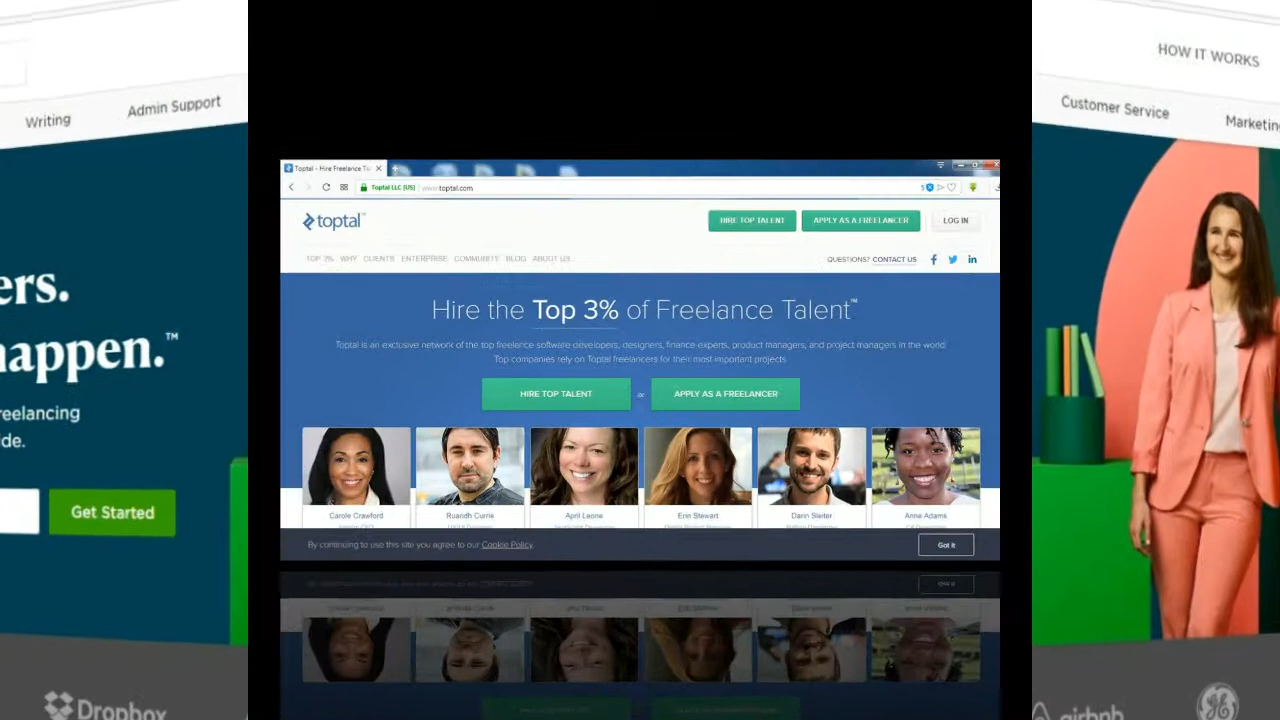 HOW IT WORKS
Writing
Admin Support
Customer Service
Marketin
Toptal - Hire Freelance Ta
Toptal LLC [US]
www.toptal.com
toptal
HIRE TOP TALENT
APPLY AS A FREELANCER
LOG IN
TOP 3% WHY CLIENTS ENTERPRISE COMMUNITY BLOG ABOUT US
QUESTIONS? CONTACT US
ers.
happen.™
reelancing
de.
Get Started
Hire the Top 3% of Freelance Talent™
Toptal is an exclusive network of the top freelance software developers, designers, finance experts, product managers, and project managers in the world.
Top companies rely on Toptal freelancers for their most important projects.
HIRE TOP TALENT
or
APPLY AS A FREELANCER
Carole Crawford
Ruaridh Currie
April Leone
Erin Stewart
Darin Sleiter
Anne Adams
By continuing to use this site you agree to our Cookie Policy.
Got it
Dropbox
airbnb